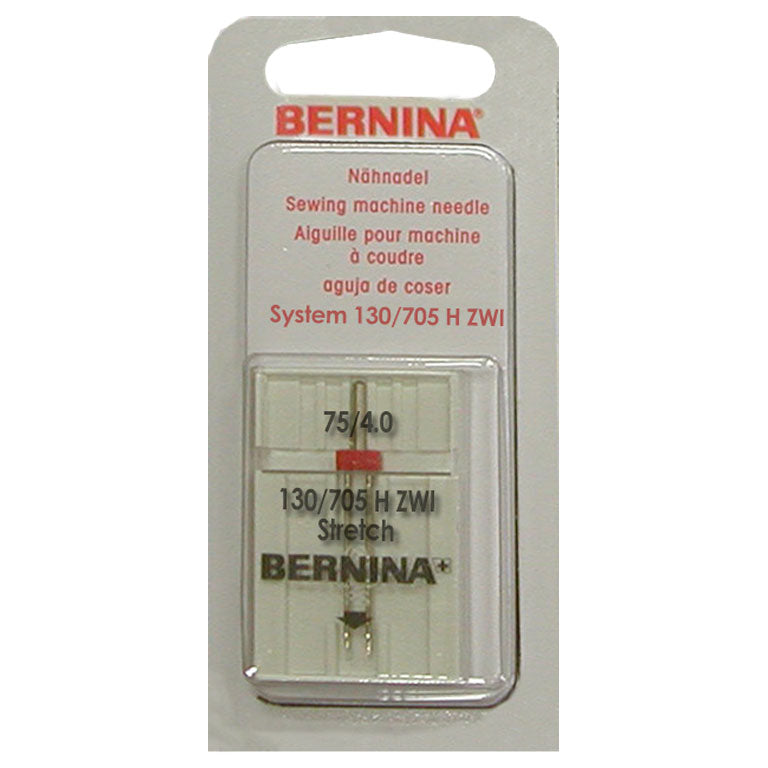 BERNINA®
Nähnadel
Sewing machine needle
Aiguille pour machine
à coudre
aguja de coser
System 130/705 H ZWI
75/4.0
130/705 H ZWI
Stretch
BERNINA+